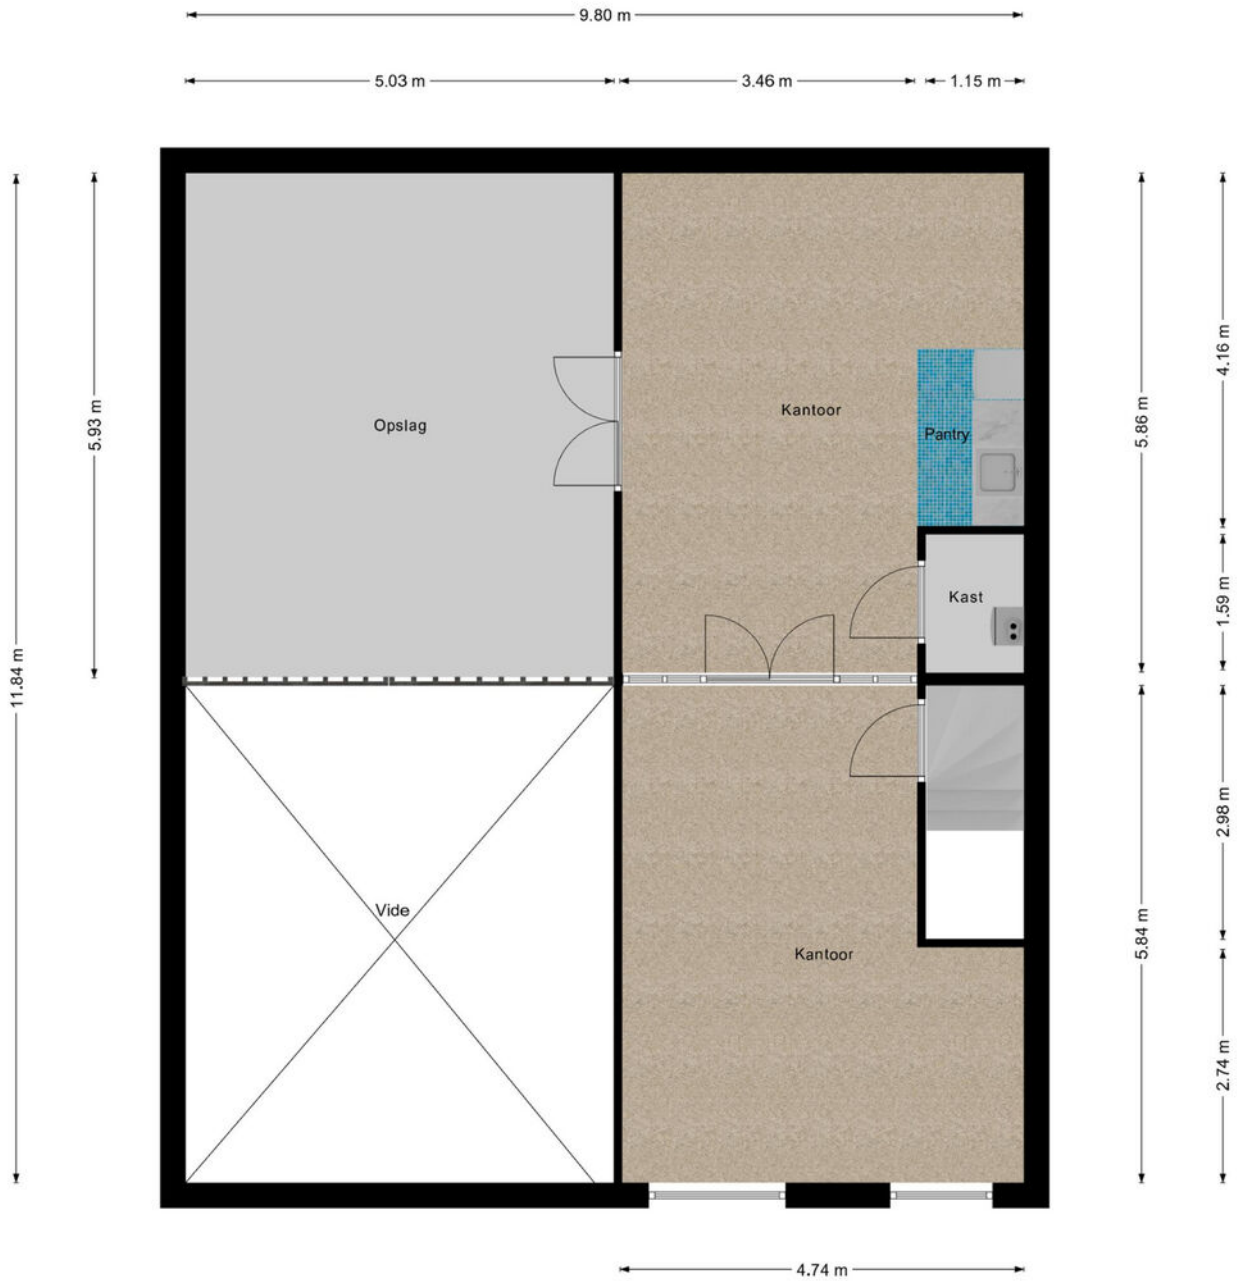 9.80 m
5.03 m
3.46 m
1.15 m
11.84 m
5.93 m
5.86 m
4.16 m
Opslag
Kantoor
Pantry
Kast
1.59 m
2.98 m
Vide
Kantoor
5.84 m
2.74 m
4.74 m